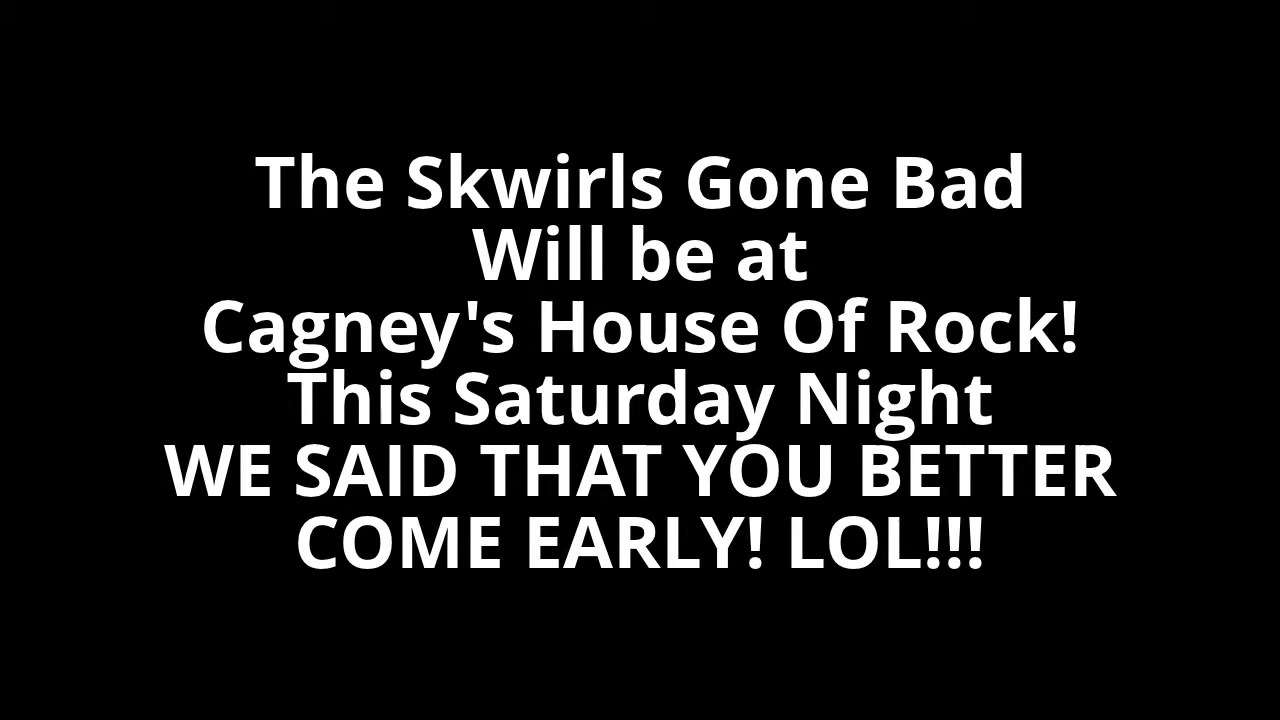 The Skwirls Gone Bad
Will be at
Cagney's House Of Rock!
This Saturday Night
WE SAID THAT YOU BETTER
COME EARLY! LOL!!!